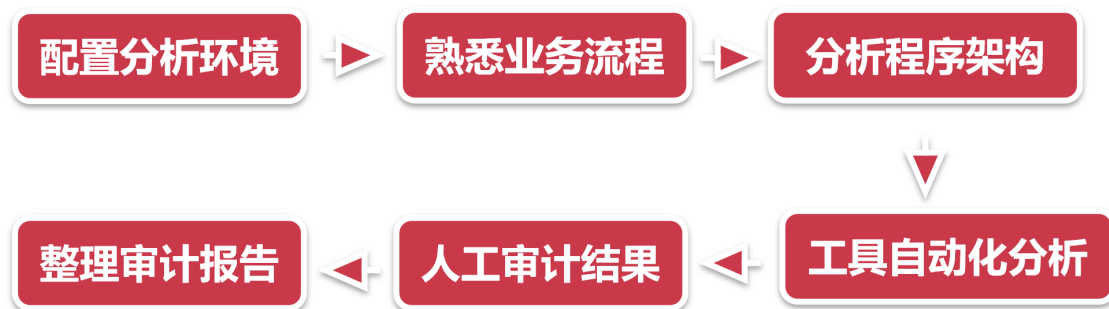 配置分析环境
熟悉业务流程
分析程序架构
工具自动化分析
人工审计结果
整理审计报告